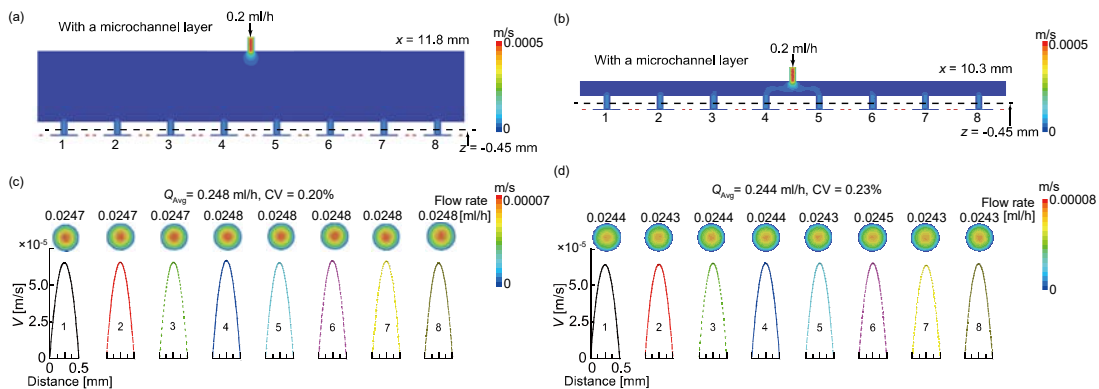 (a)
0.2 ml/h
With a microchannel layer
x = 11.8 mm
m/s
0.0005
0
1 2 3 4 5 6 7 8
z= -0.45 mm
(b)
0.2 ml/h
With a microchannel layer
x = 10.3 mm
m/s
0.0005
0
1 2 3 4 5 6 7 8
z= -0.45 mm
(c)
Q_Avg= 0.248 ml/h, CV = 0.20%
m/s
0.00007
0
Flow rate
[ml/h]
0.0247 0.0247 0.0247 0.0248 0.0248 0.0248 0.0248 0.0248
×10⁻⁵
5.0
2.5
0
V [m/s]
1 2 3 4 5 6 7 8
0 0.5
Distance [mm]
(d)
Q_Avg= 0.244 ml/h, CV = 0.23%
m/s
0.00008
0
Flow rate
[ml/h]
0.0244 0.0243 0.0243 0.0244 0.0245 0.0245 0.0243 0.0243
×10⁻⁵
5.0
2.5
0
V [m/s]
1 2 3 4 5 6 7 8
0 0.5
Distance [mm]